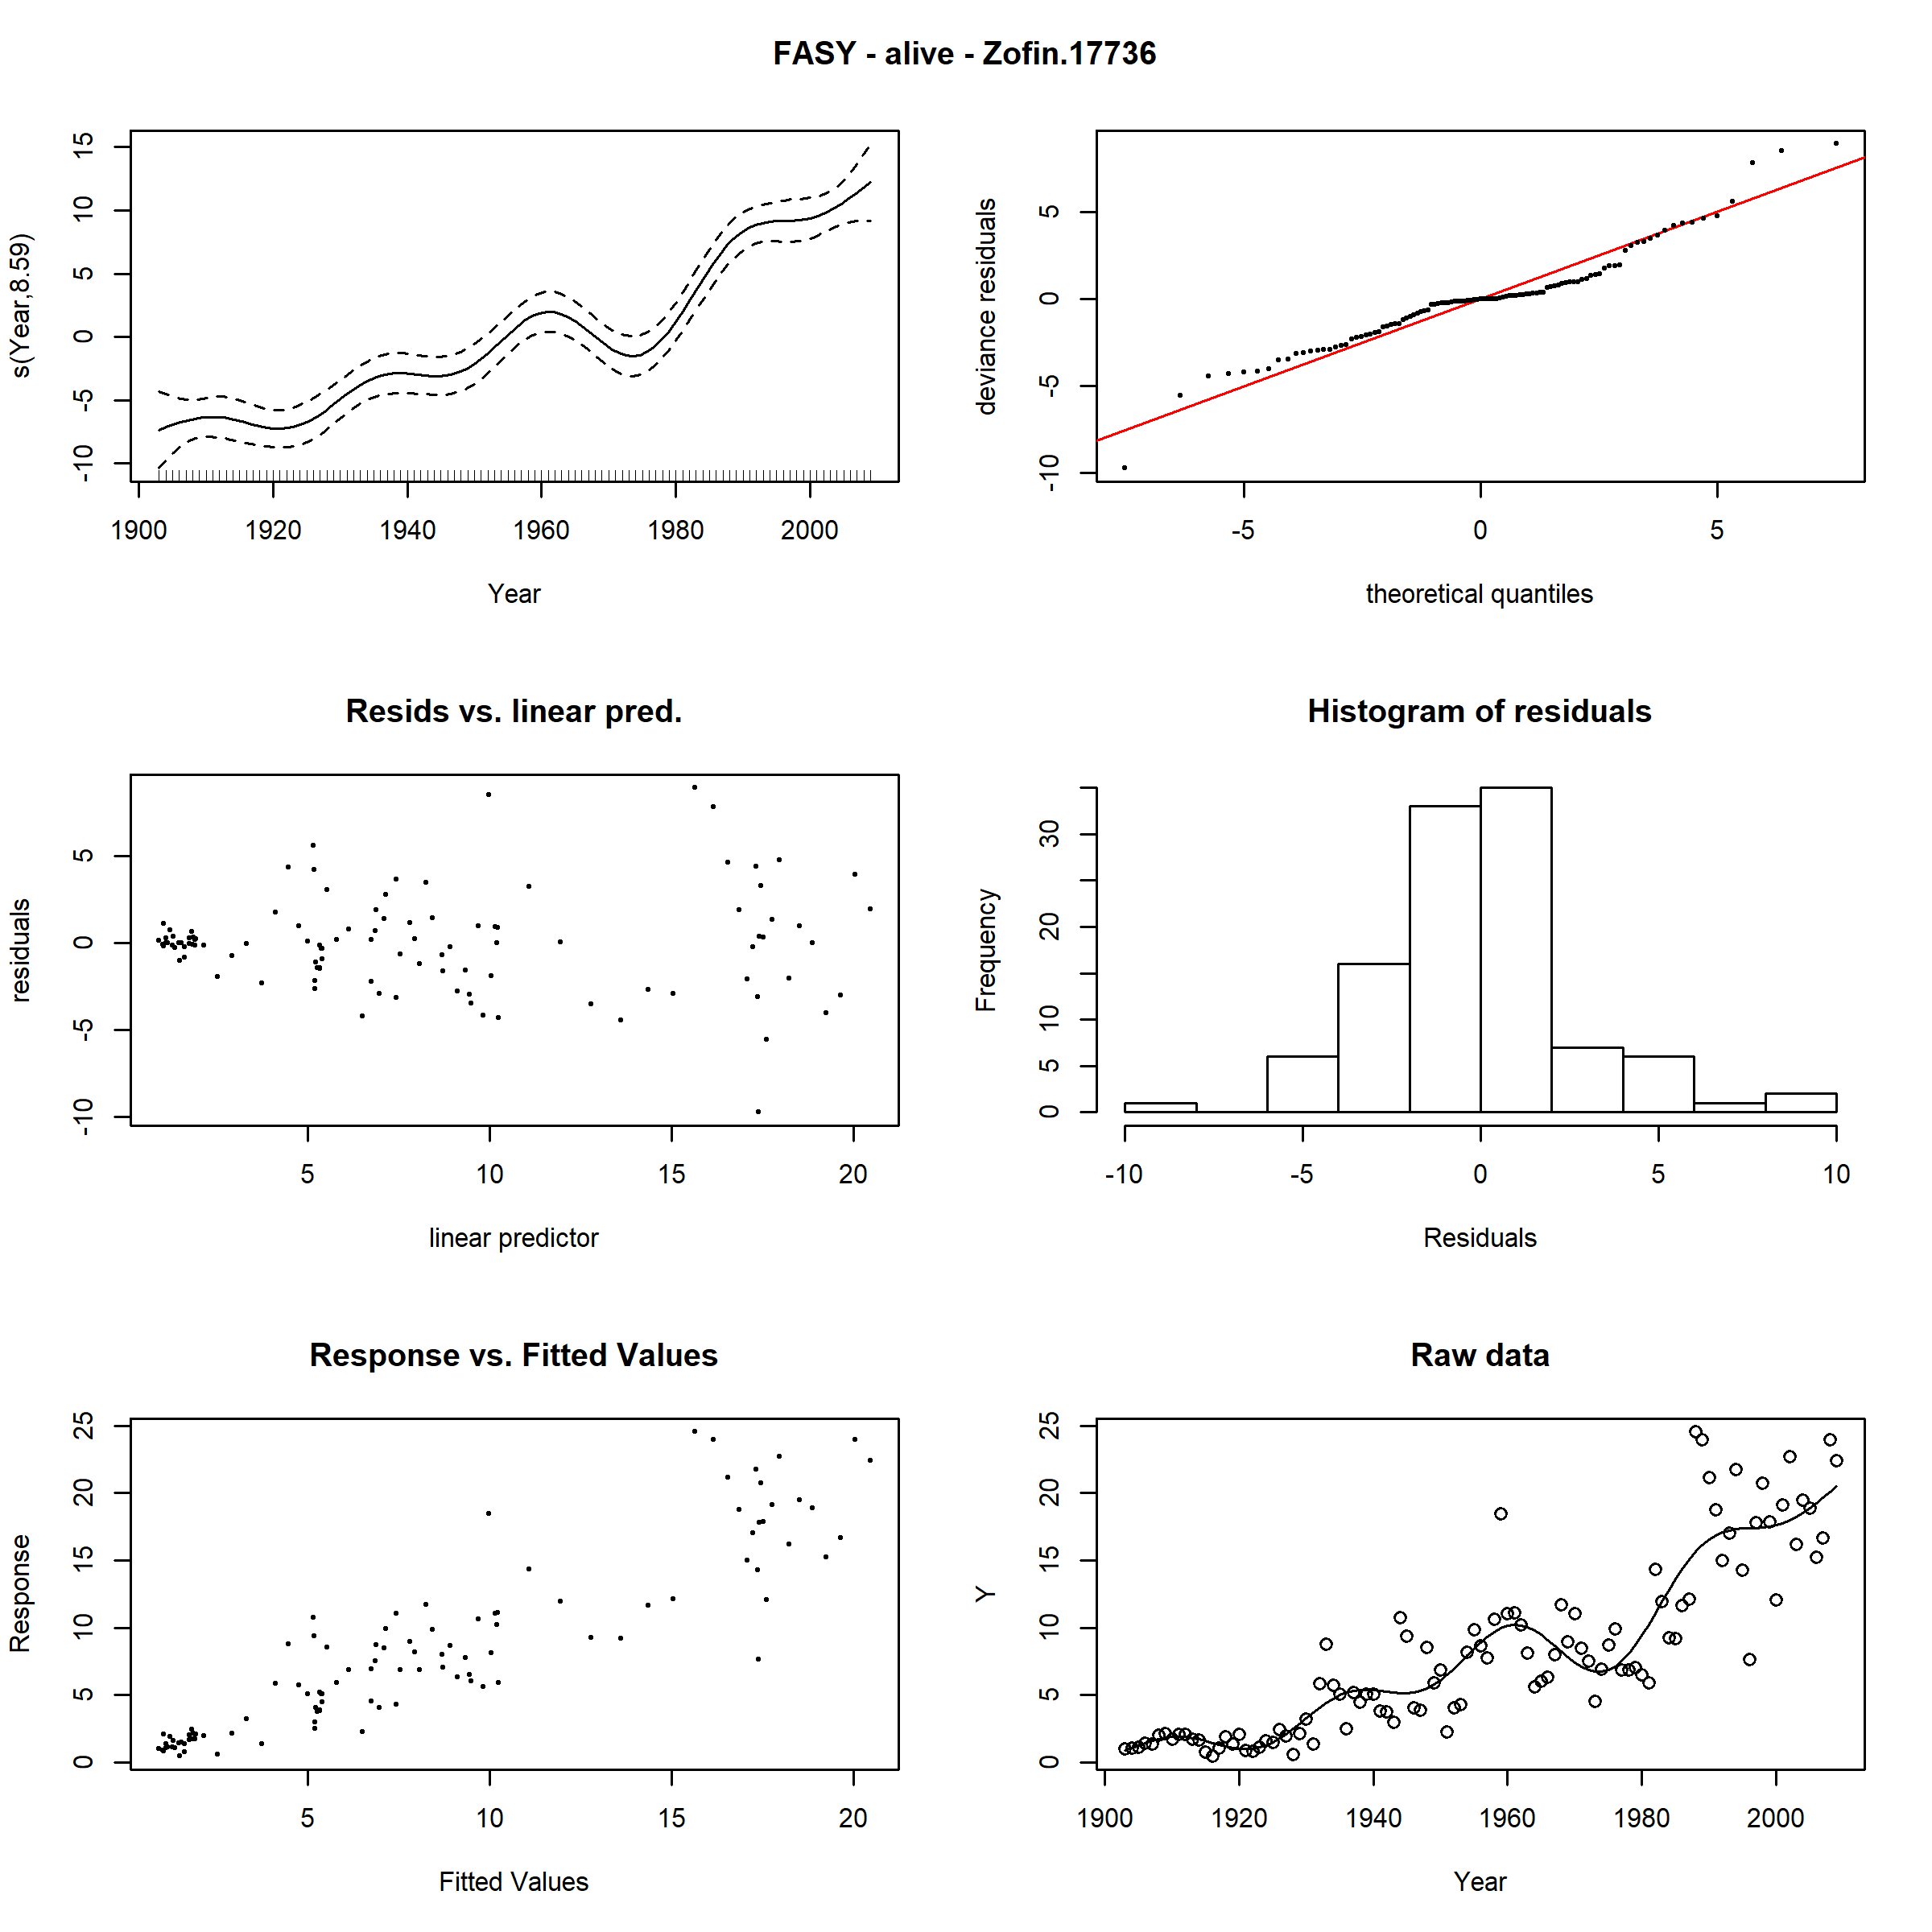 FASY - alive - Zofin.17736
s(Year,8.59)
-10 -5 0 5 10 15
1900 1920 1940 1960 1980 2000
Year
deviance residuals
-10 -5 0 5
-5 0 5
theoretical quantiles
Resids vs. linear pred.
residuals
-10 -5 0 5
5 10 15 20
linear predictor
Histogram of residuals
Frequency
0 5 10 20 30
-10 -5 0 5 10
Residuals
Response vs. Fitted Values
Response
0 5 10 15 20 25
5 10 15 20
Fitted Values
Raw data
Y
0 5 10 15 20 25
1900 1920 1940 1960 1980 2000
Year